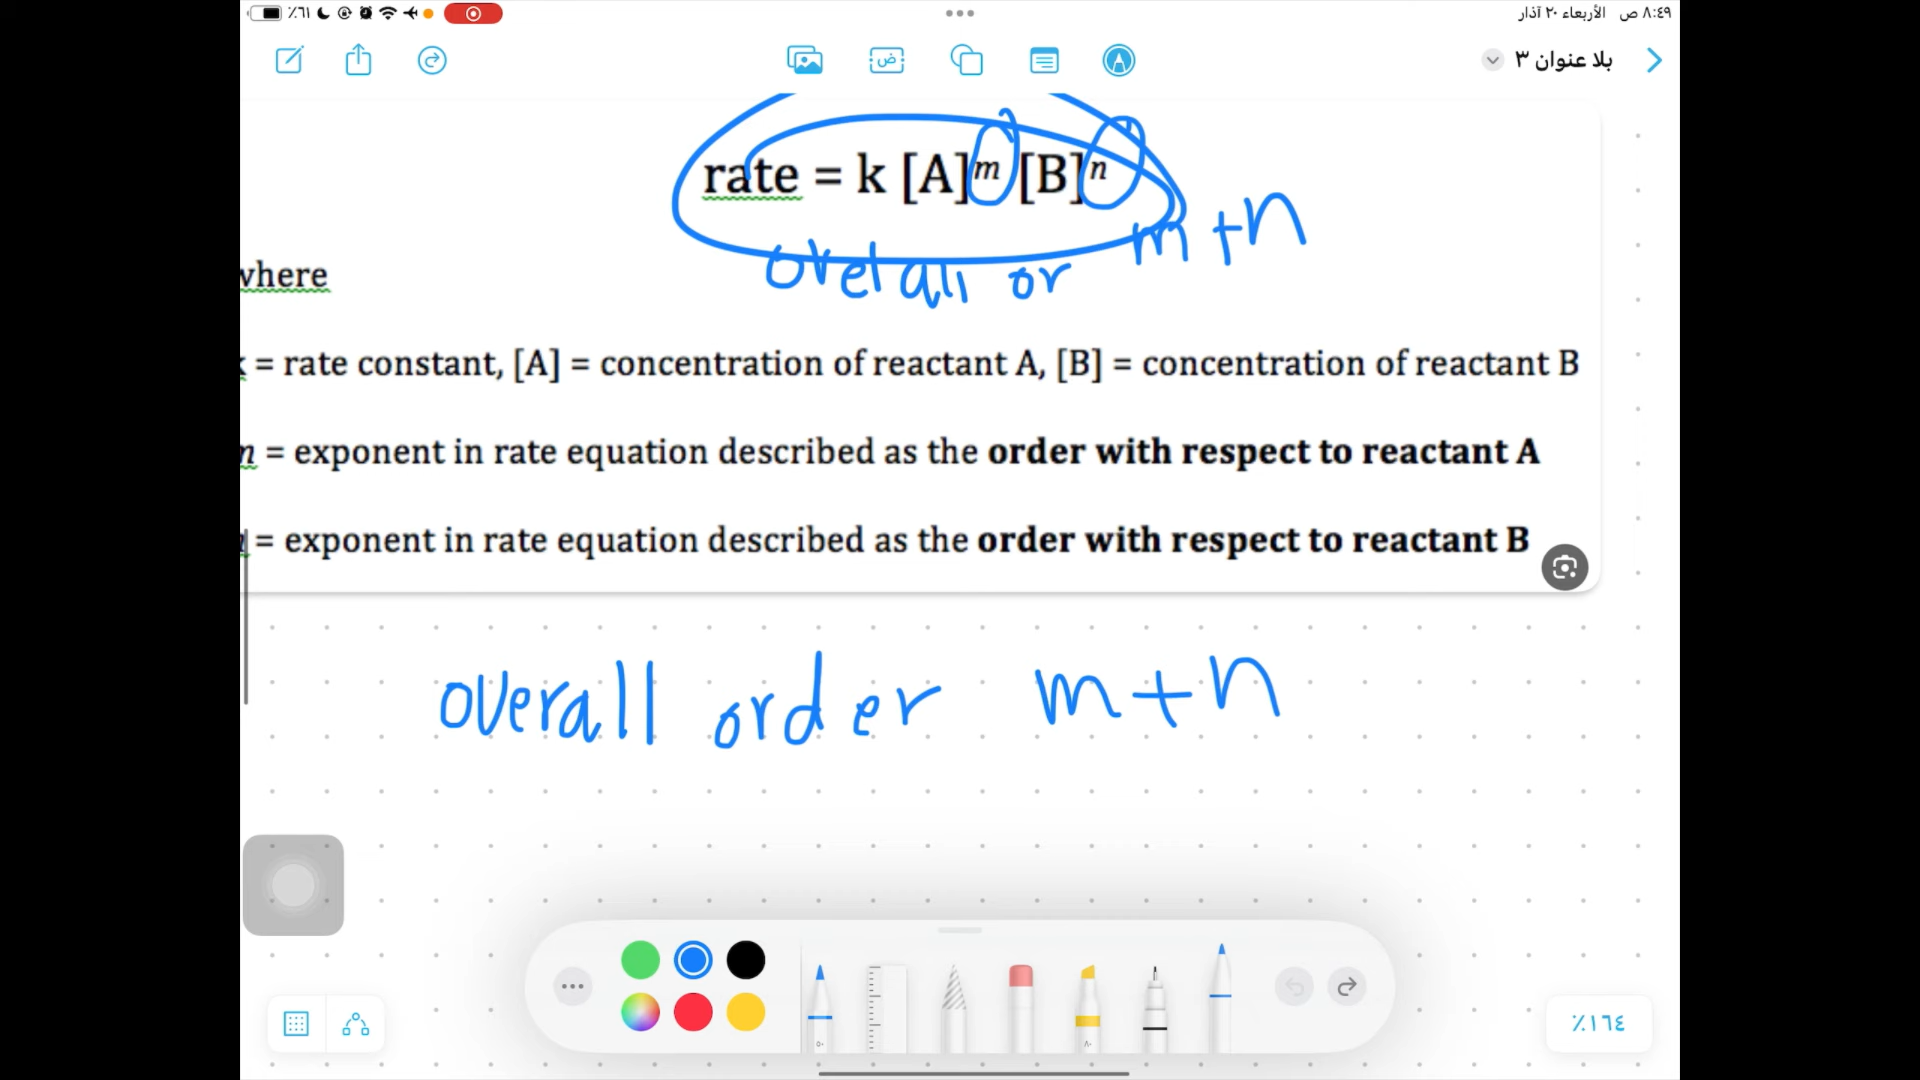 ٨:٤٩ ص الأربعاء ٢٠ آذار
٪٦١
بلا عنوان ٣
rate = k [A]m [B]n
m + n
overall or
where
k = rate constant, [A] = concentration of reactant A, [B] = concentration of reactant B
m = exponent in rate equation described as the order with respect to reactant A
= exponent in rate equation described as the order with respect to reactant B
overall order m + n
٪١٦٤